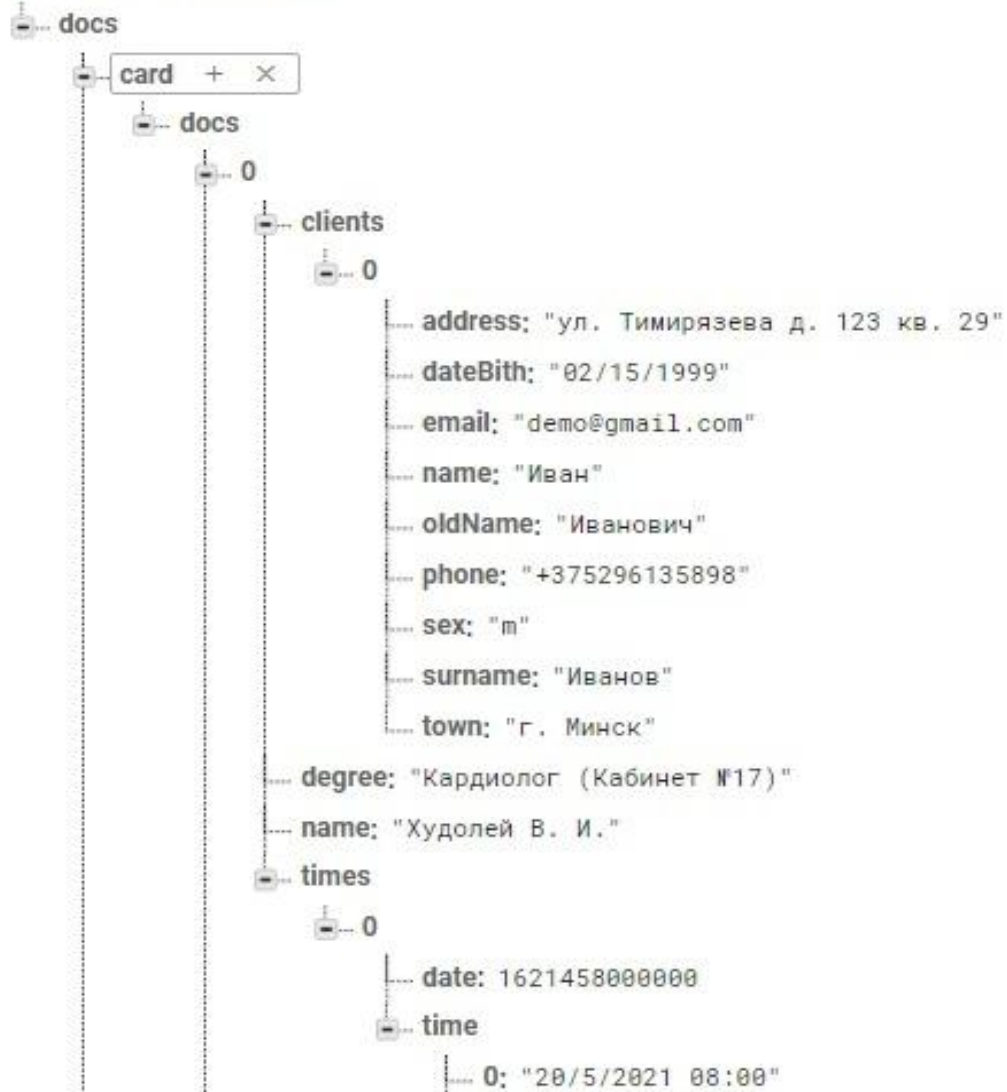 docs
card + ×
docs
0
clients
0
address: "ул. Тимирязева д. 123 кв. 29"
dateBith: "02/15/1999"
email: "demo@gmail.com"
name: "Иван"
oldName: "Иванович"
phone: "+375296135898"
sex: "m"
surname: "Иванов"
town: "г. Минск"
degree: "Кардиолог (Кабинет №17)"
name: "Худолей В. И."
times
0
date: 1621458000000
time
0: "20/5/2021 08:00"